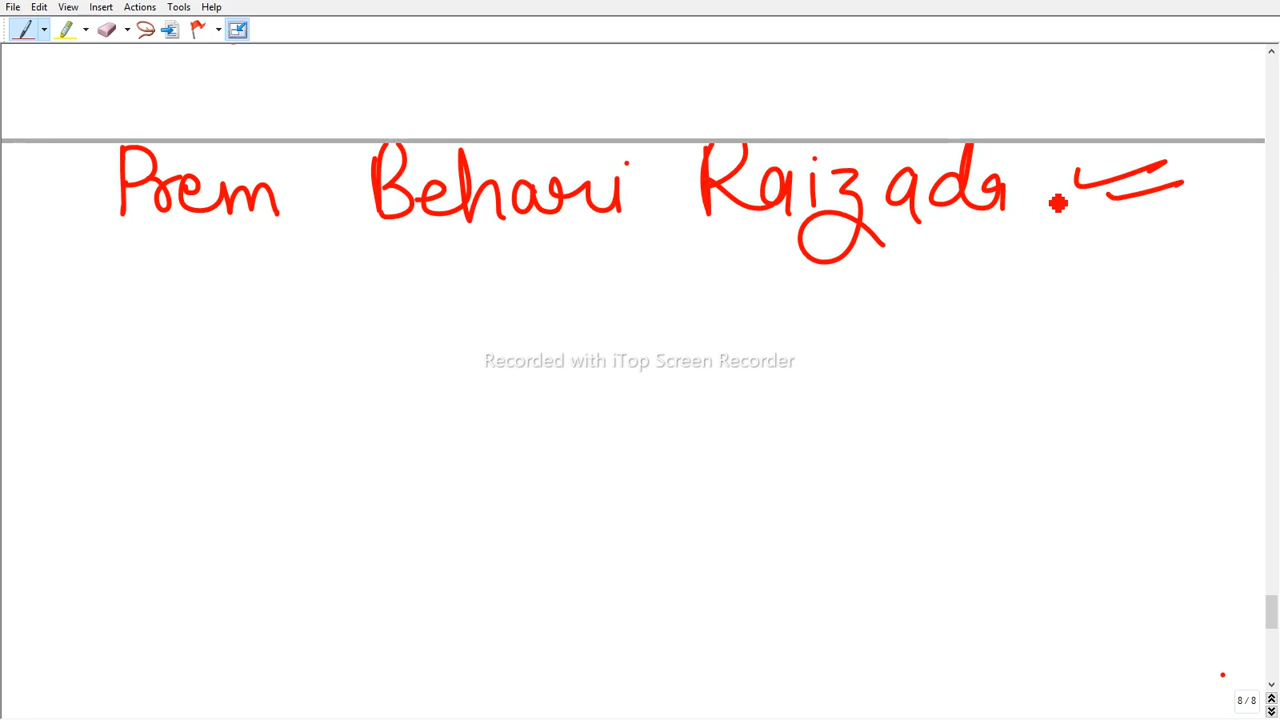 File Edit View Insert Actions Tools Help
Prem Behari Raizada.
Recorded with iTop Screen Recorder
8 / 8